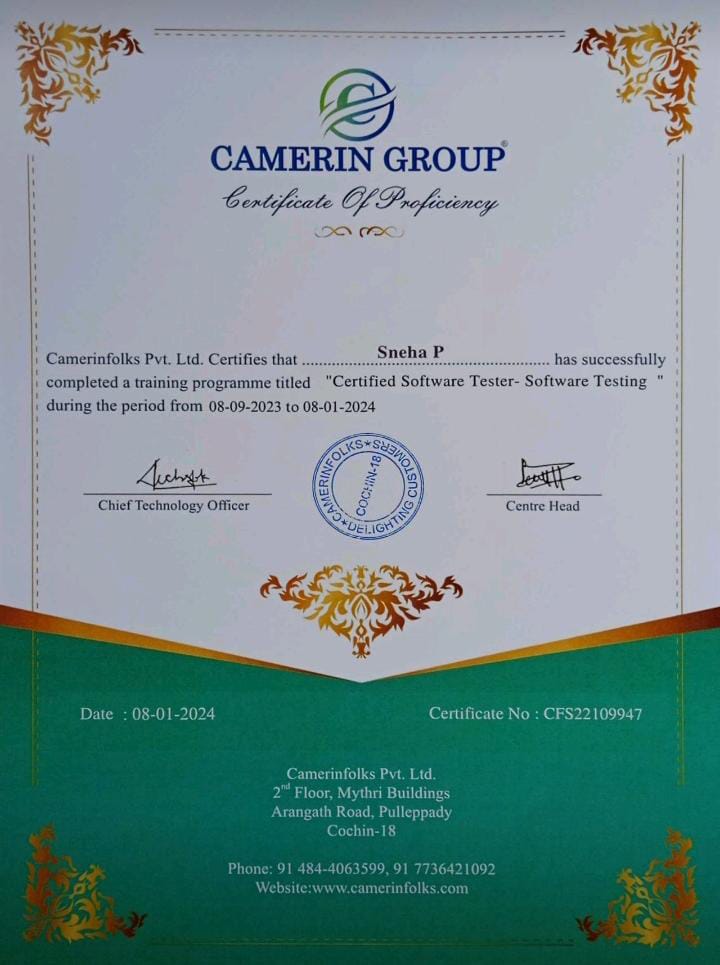 CAMERIN GROUP®
Certificate Of Proficiency
Camerinfolks Pvt. Ltd. Certifies that ..........Sneha P.......... has successfully
completed a training programme titled "Certified Software Tester- Software Testing "
during the period from 08-09-2023 to 08-01-2024
Chief Technology Officer
CAMERINFOLKS★DELIGHTING CUSTOMERS★
COCHIN-18
Centre Head
Date : 08-01-2024
Certificate No : CFS22109947
Camerinfolks Pvt. Ltd.
2nd Floor, Mythri Buildings
Arangath Road, Pulleppady
Cochin-18
Phone: 91 484-4063599, 91 7736421092
Website:www.camerinfolks.com